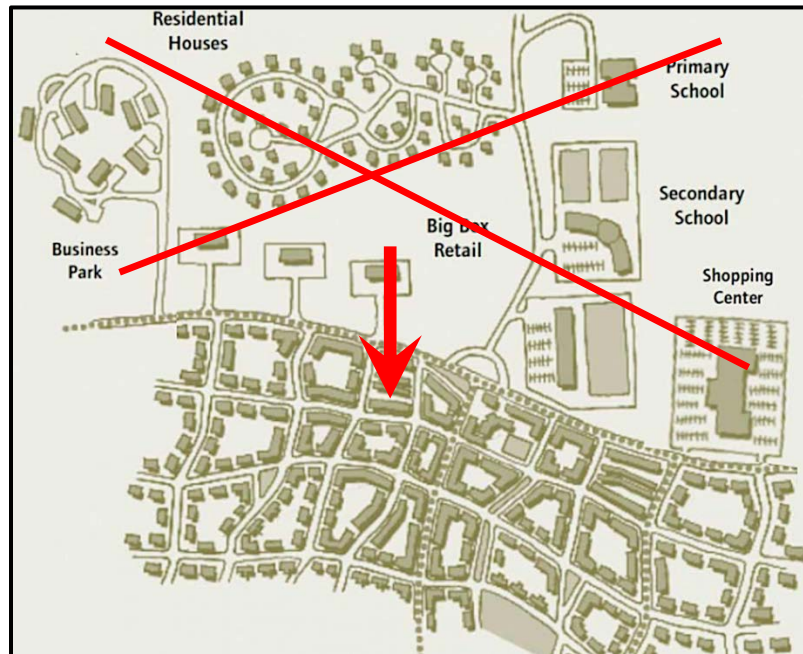 Residential
Houses
Primary
School
Secondary
School
Big Box
Retail
Business
Park
Shopping
Center